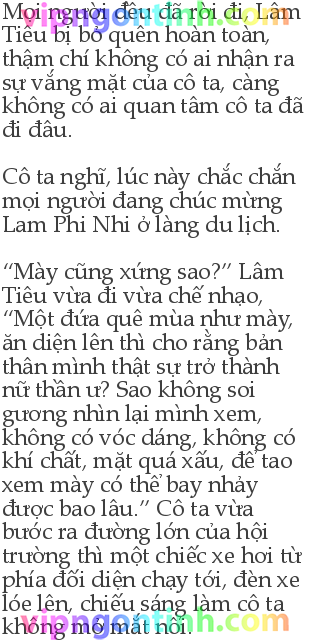 Mọi người đều đã rời đi, Lâm
Tiêu bị bỏ quên hoàn toàn,
thậm chí không có ai nhận ra
sự vắng mặt của cô ta, càng
không có ai quan tâm cô ta đã
đi đâu.

Cô ta nghĩ, lúc này chắc chắn
mọi người đang chúc mừng
Lam Phi Nhi ở làng du lịch.

“Mày cũng xứng sao?” Lâm
Tiêu vừa đi vừa chế nhạo,
“Một đứa quê mùa như mày,
ăn diện lên thì cho rằng bản
thân mình thật sự trở thành
nữ thần ư? Sao không soi
gương nhìn lại mình xem,
không có vóc dáng, không có
khí chất, mặt quá xấu, để tao
xem mày có thể bay nhảy
được bao lâu.” Cô ta vừa
bước ra đường lớn của hội
trường thì một chiếc xe hơi từ
phía đối diện chạy tới, đèn xe
lóe lên, chiếu sáng làm cô ta
không mở mắt nổi.
vipngontinh.com
vipngontinh.com